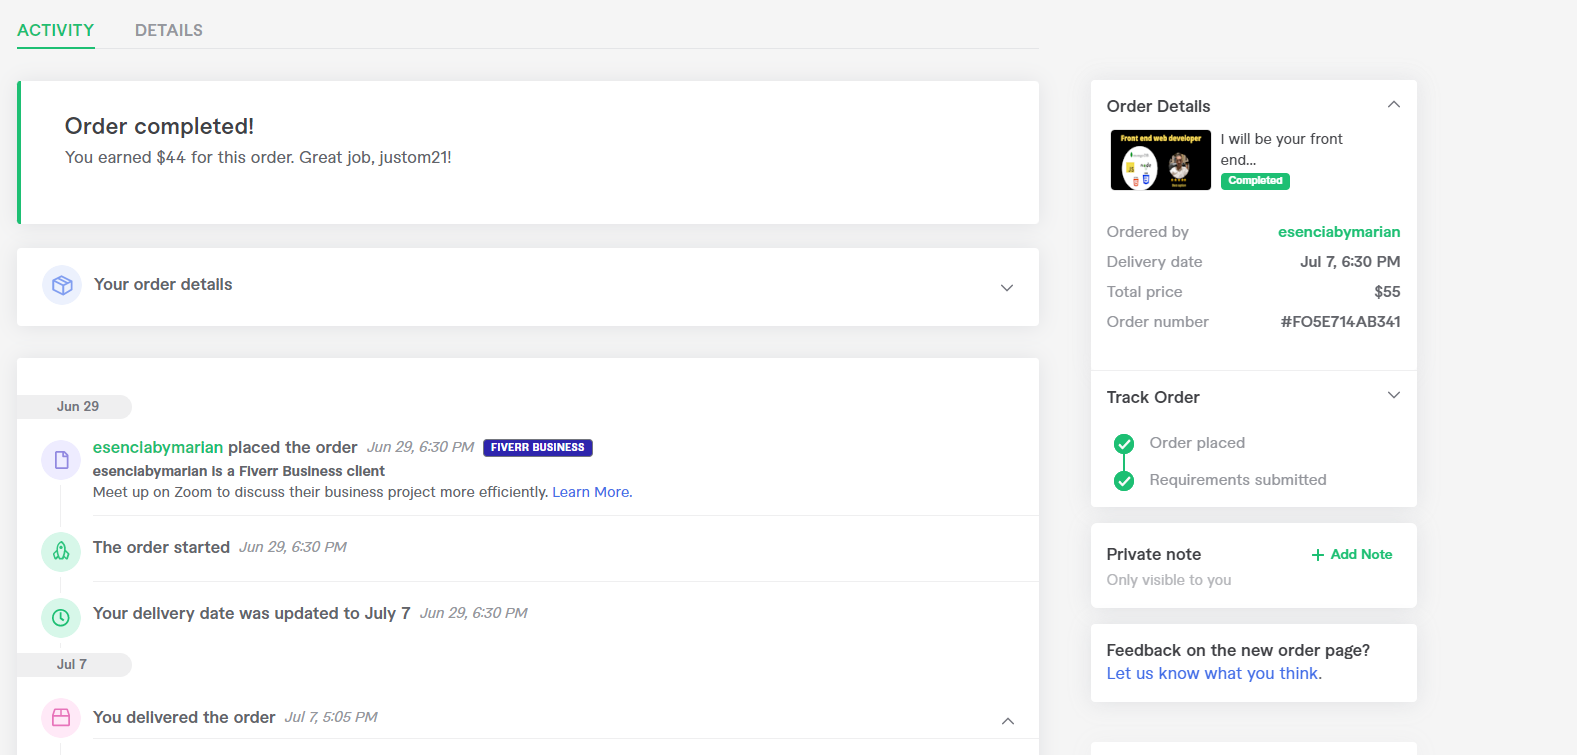 ACTIVITY
DETAILS
Order completed!
You earned $44 for this order. Great job, justom21!
Your order details
Jun 29
esenciabymarian placed the order Jun 29, 6:30 PM FIVERR BUSINESS
esenciabymarian is a Fiverr Business client
Meet up on Zoom to discuss their business project more efficiently. Learn More.
The order started Jun 29, 6:30 PM
Your delivery date was updated to July 7 Jun 29, 6:30 PM
Jul 7
You delivered the order Jul 7, 5:05 PM
Order Details
Front end web developer
I will be your front
end...
Completed
Ordered by esenciabymarian
Delivery date Jul 7, 6:30 PM
Total price $55
Order number #FO5E714AB341
Track Order
Order placed
Requirements submitted
Private note + Add Note
Only visible to you
Feedback on the new order page?
Let us know what you think.